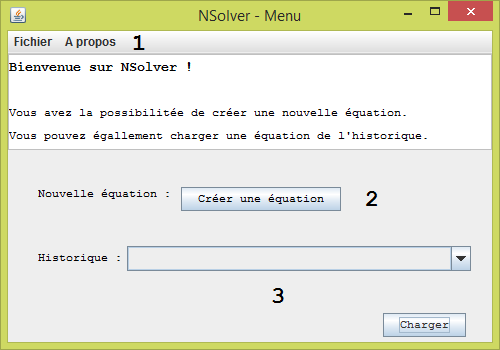 NSolver - Menu
Fichier A propos 1
Bienvenue sur NSolver !
Vous avez la possibilitée de créer une nouvelle équation.
Vous pouvez égallement charger une équation de l'historique.
Nouvelle équation : Créer une équation 2
Historique :
3
Charger